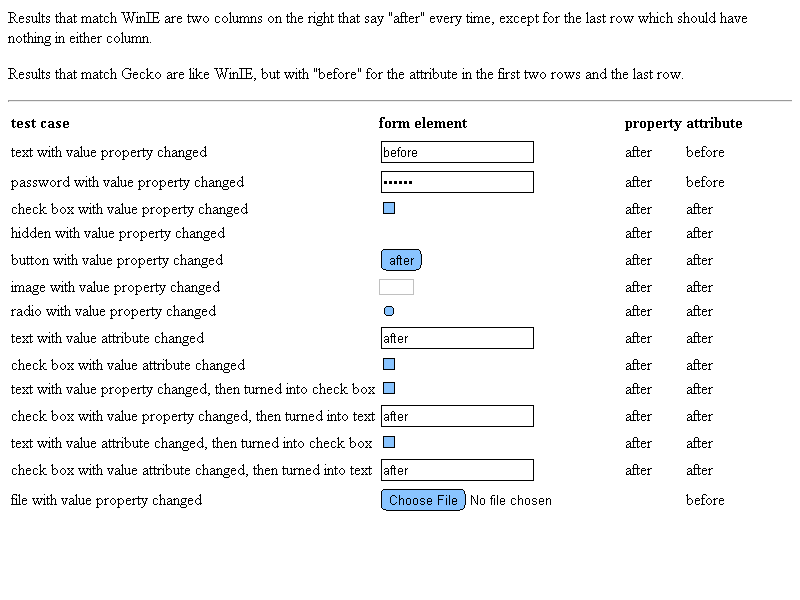 Results that match WinIE are two columns on the right that say "after" every time, except for the last row which should have
nothing in either column.
Results that match Gecko are like WinIE, but with "before" for the attribute in the first two rows and the last row.
test case form element property attribute
text with value property changed before after before
password with value property changed •••••• after before
check box with value property changed after after
hidden with value property changed after after
button with value property changed after after after
image with value property changed after after
radio with value property changed after after
text with value attribute changed after after after
check box with value attribute changed after after
text with value property changed, then turned into check box after after
check box with value property changed, then turned into text after after after
text with value attribute changed, then turned into check box after after
check box with value attribute changed, then turned into text after after after
file with value property changed Choose File No file chosen before